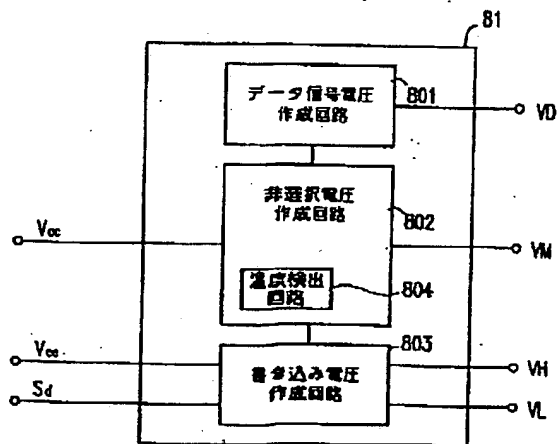 81
データ信号電圧
作成回路
801
VD
非選択電圧
作成回路
802
Vcc
VM
温度検出
回路
804
803
Vcc
書き込み電圧
作成回路
VH
Sd
VL